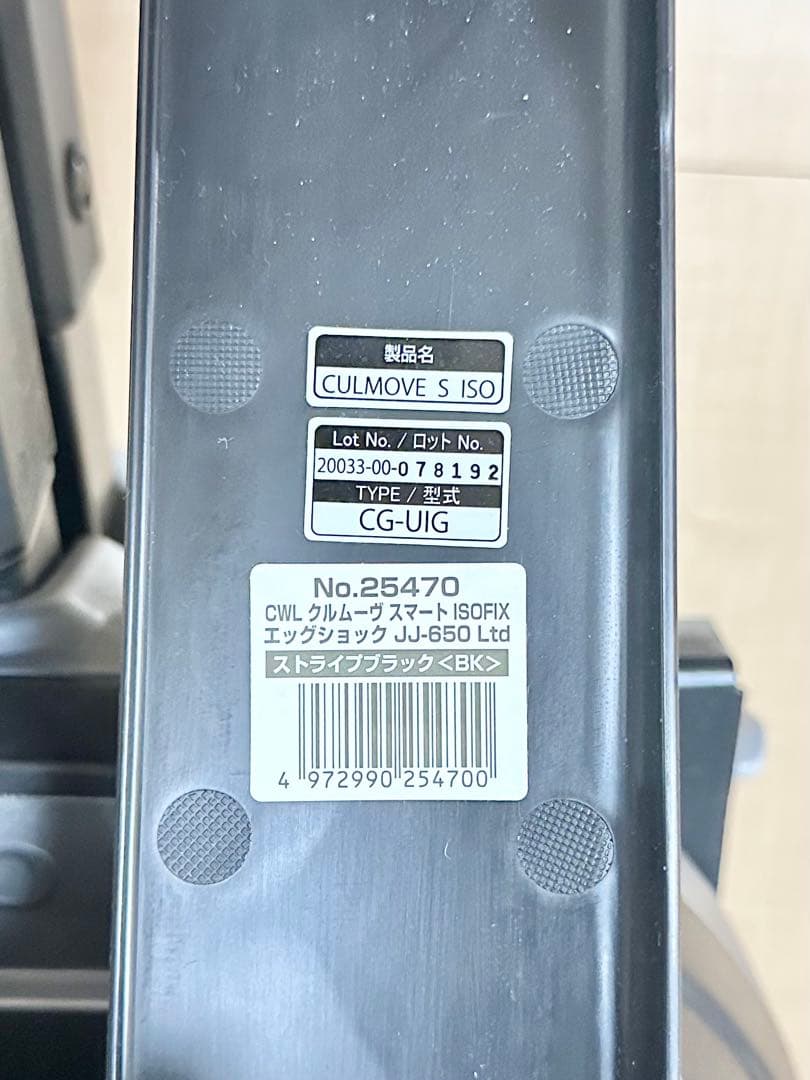 製品名
CULMOVE S ISO
Lot No. / ロット No.
20033-00-078192
TYPE / 型式
CG-UIG
No.25470
CWL クルムーヴ スマート ISOFIX
エッグショック JJ-650 Ltd
ストライプブラック<BK>
4 972990 254700